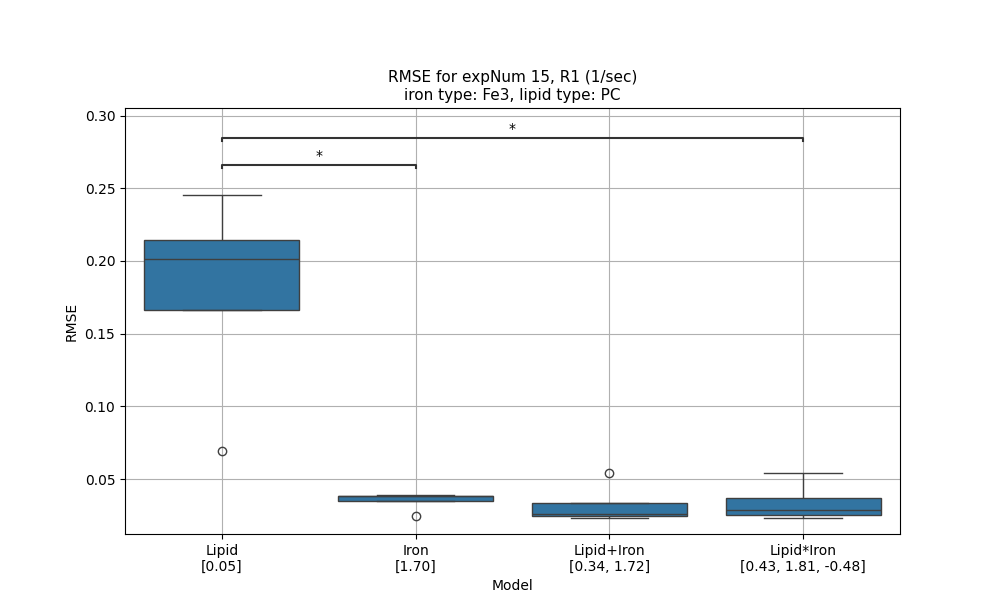 RMSE for expNum 15, R1 (1/sec)
iron type: Fe3, lipid type: PC
0.30
0.25
0.20
0.15
0.10
0.05
RMSE
*
*
Lipid
[0.05]
Iron
[1.70]
Lipid+Iron
[0.34, 1.72]
Lipid*Iron
[0.43, 1.81, -0.48]
Model